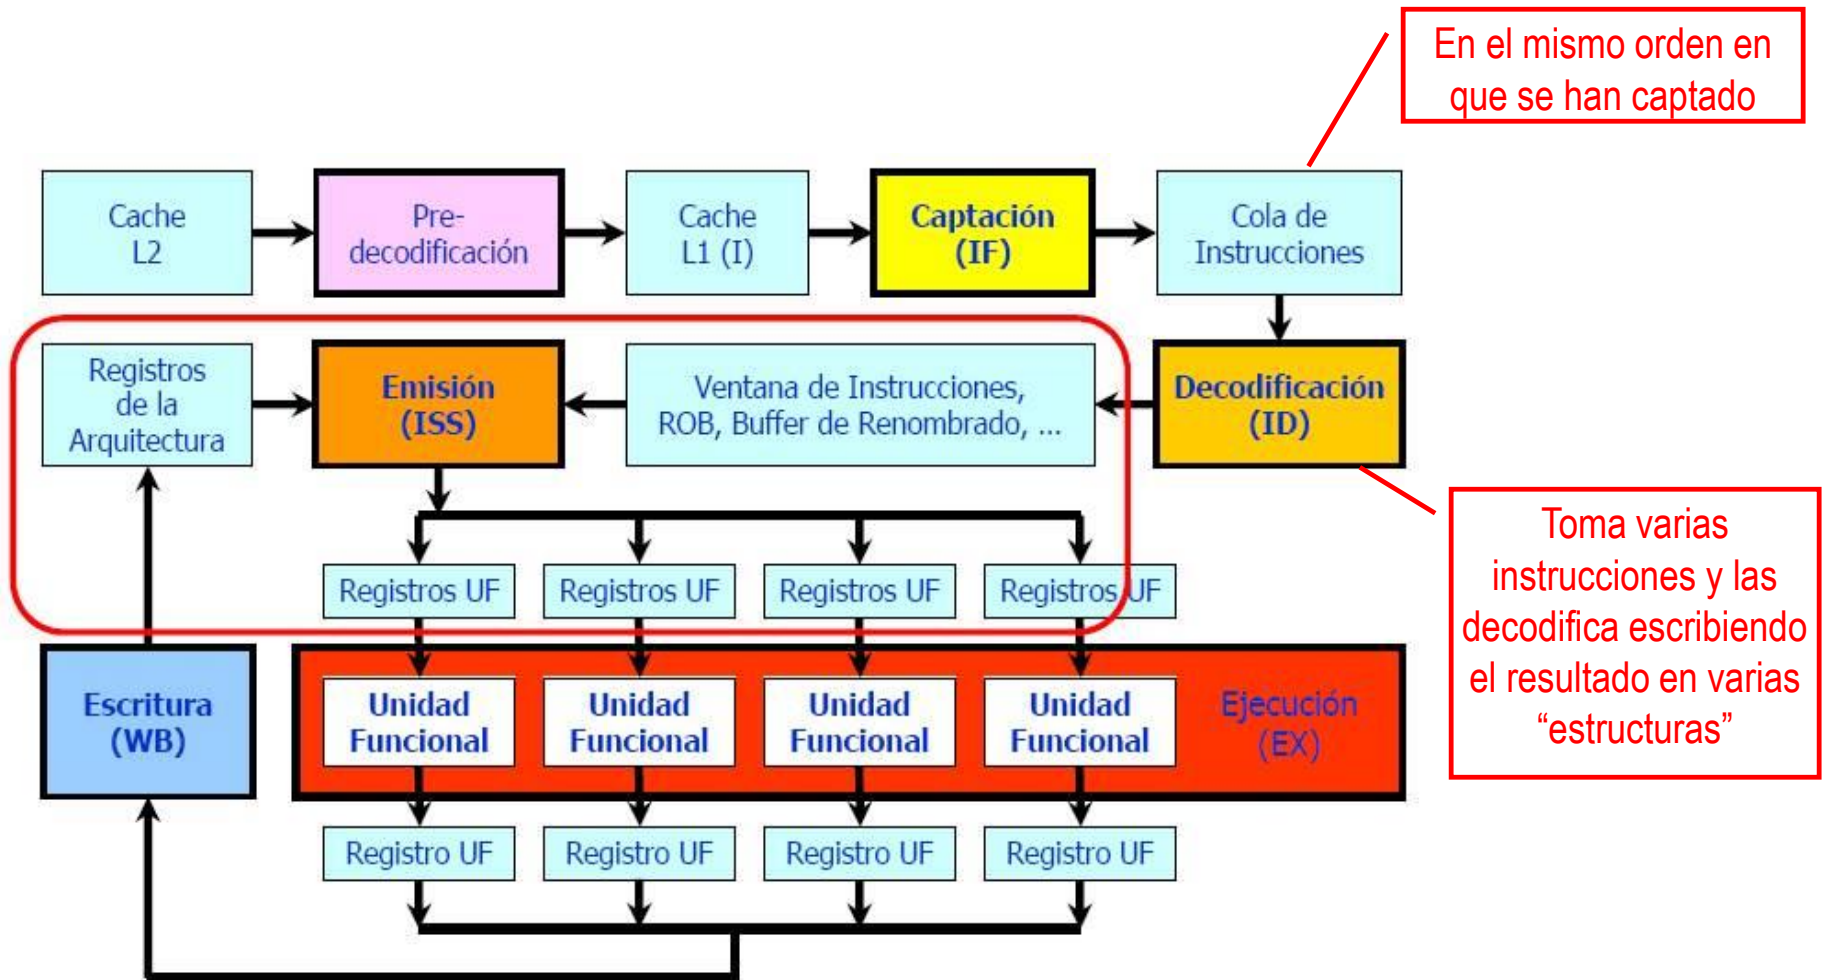 En el mismo orden en
que se han captado
Cache
L2
Pre-
decodificación
Cache
L1 (I)
Captación
(IF)
Cola de
Instrucciones
Registros
de la
Arquitectura
Emisión
(ISS)
Ventana de Instrucciones,
ROB, Buffer de Renombrado, ...
Decodificación
(ID)
Toma varias
instrucciones y las
decodifica escribiendo
el resultado en varias
“estructuras”
Registros UF
Registros UF
Registros UF
Registros UF
Escritura
(WB)
Unidad
Funcional
Unidad
Funcional
Unidad
Funcional
Unidad
Funcional
Ejecución
(EX)
Registro UF
Registro UF
Registro UF
Registro UF